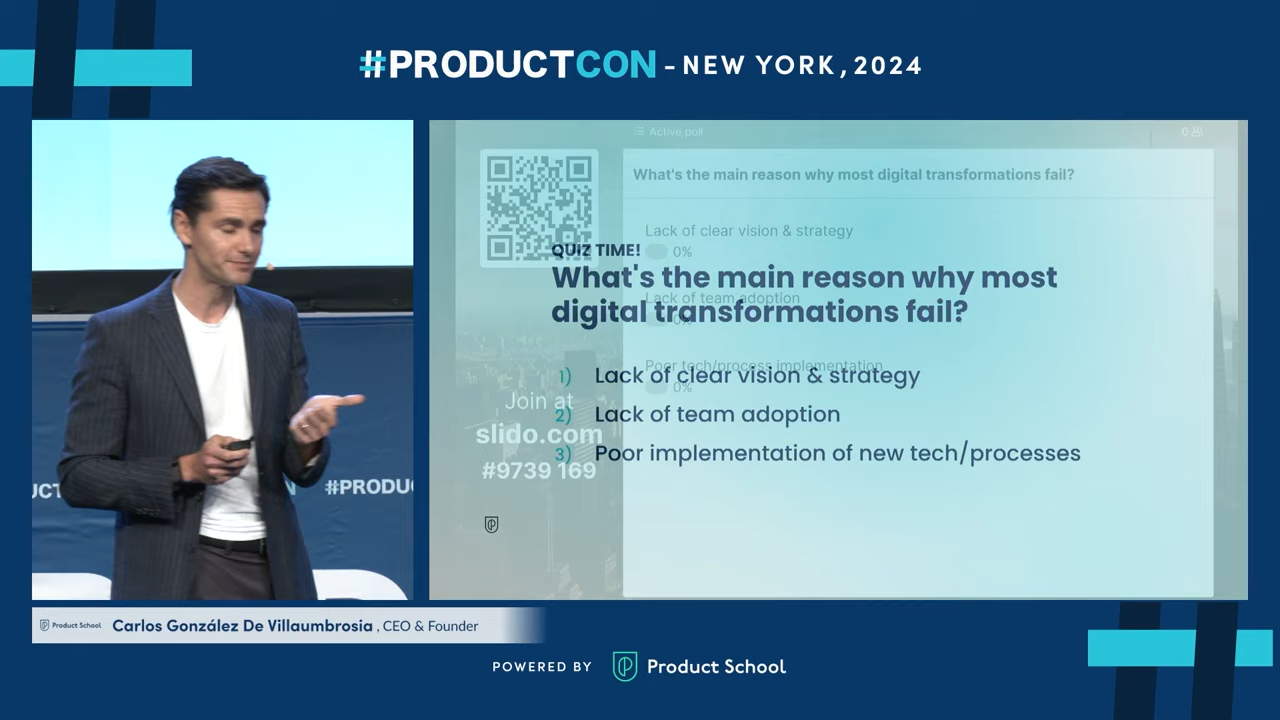 #PRODUCTCON - NEW YORK, 2024
UCT
N
#PRODUC
Active poll
0
What's the main reason why most digital transformations fail?
Lack of clear vision & strategy
0%
Lack of team adoption
0%
Poor tech/process implementation
0%
Join at
slido.com
#9739 169
QUIZ TIME!
What's the main reason why most
digital transformations fail?
1) Lack of clear vision & strategy
2) Lack of team adoption
3) Poor implementation of new tech/processes
Product School Carlos González De Villaumbrosia , CEO & Founder
POWERED BY Product School